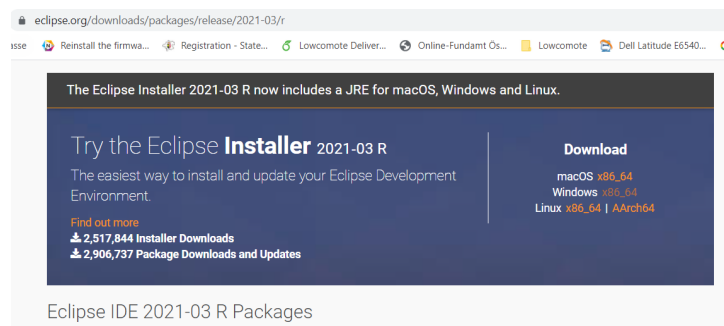 eclipse.org/downloads/packages/release/2021-03/r
asse Reinstall the firmwa... Registration - State... Lowcomote Deliver... Online-Fundamt Ös... Lowcomote Dell Latitude E6540...
The Eclipse Installer 2021-03 R now includes a JRE for macOS, Windows and Linux.
Try the Eclipse Installer 2021-03 R
The easiest way to install and update your Eclipse Development
Environment.
Find out more
2,517,844 Installer Downloads
2,906,737 Package Downloads and Updates
Download
macOS x86_64
Windows x86_64
Linux x86_64 | AArch64
Eclipse IDE 2021-03 R Packages